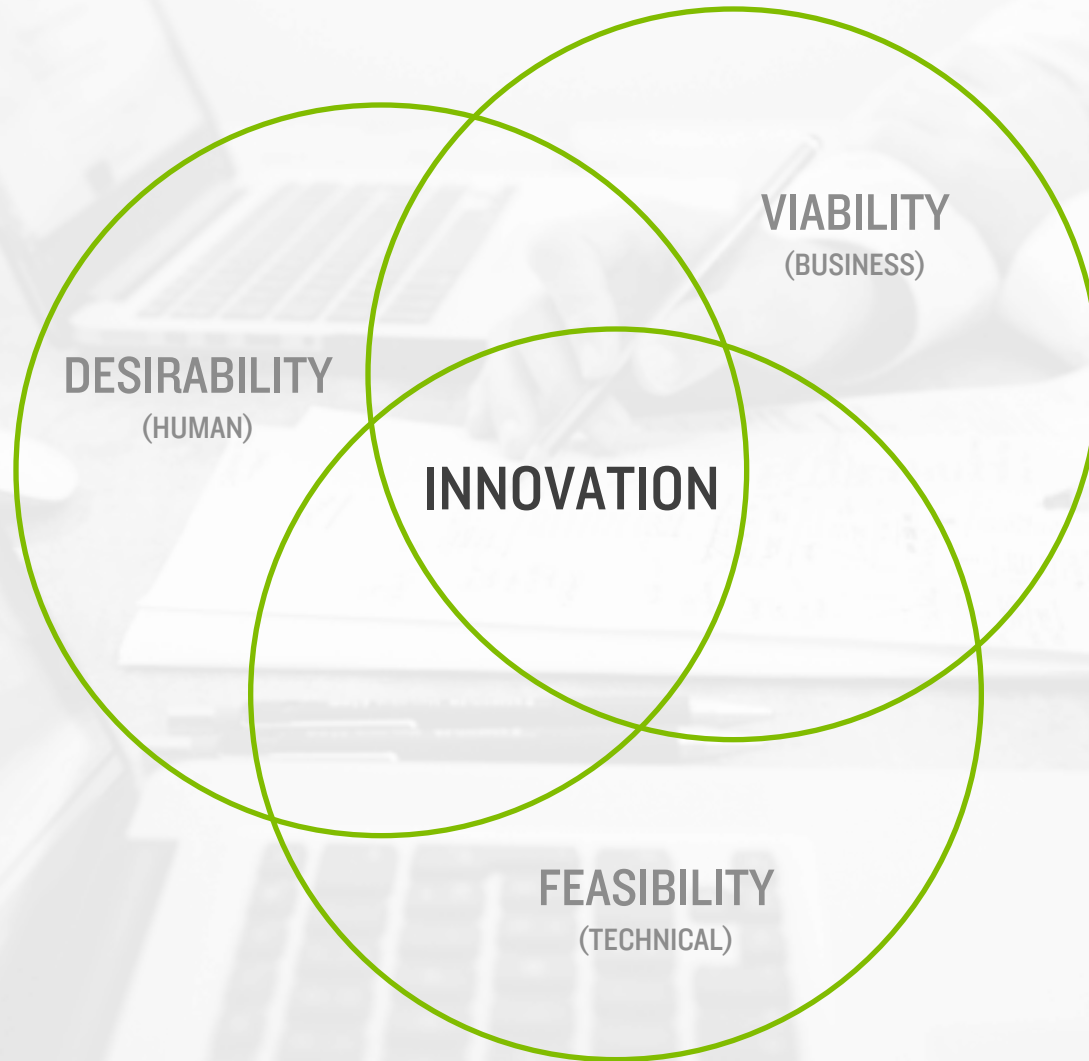 VIABILITY
(BUSINESS)
DESIRABILITY
(HUMAN)
INNOVATION
FEASIBILITY
(TECHNICAL)